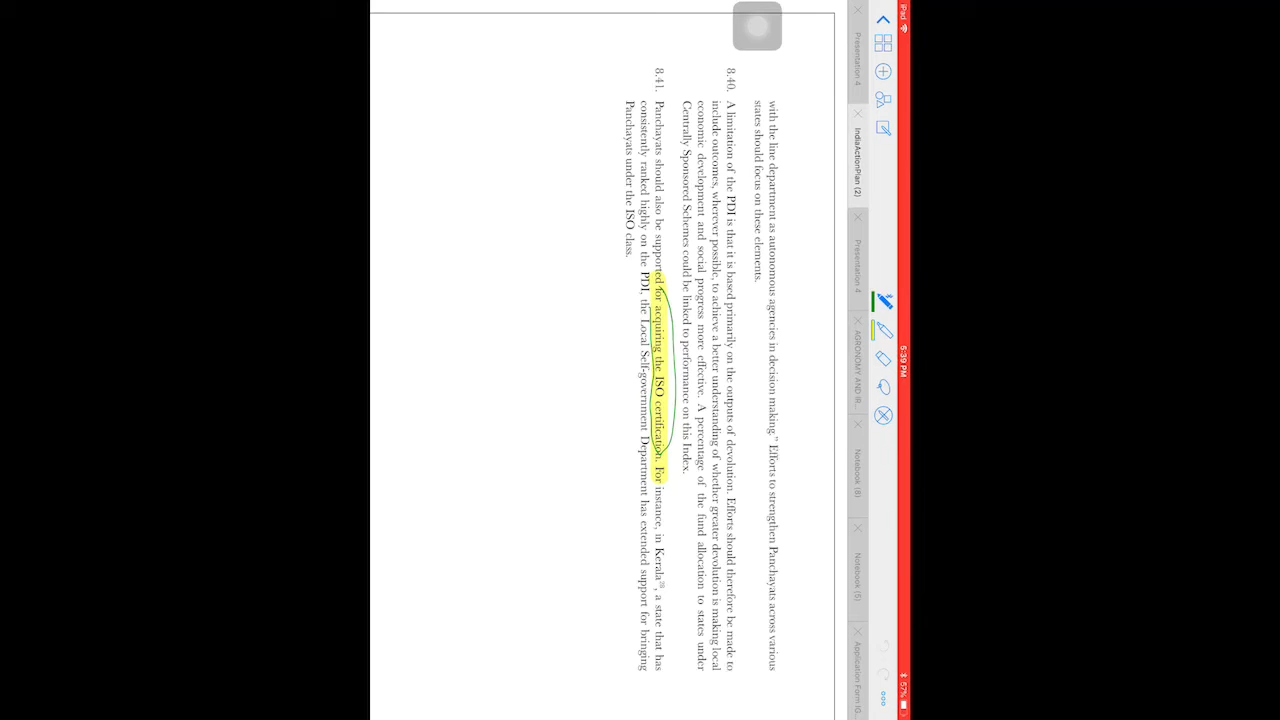 iPad
5:39 PM
57%
Presentation 4
IndiaActionPlan (2)
Presentation 4
AGRONOMY AND IR...
Notebook (8)
Notebook (5)
Application Form ...
with the line department as autonomous agencies in decision making." Efforts to strengthen Panchayats across various
states should focus on these elements.
8.40. A limitation of the PDI is that it is based primarily on the outputs of devolution. Efforts should therefore be made to
include outcomes, wherever possible, to achieve a better understanding of whether greater devolution is making local
economic development and social progress more effective. A percentage of the fund allocation to states under
Centrally Sponsored Schemes could be linked to performance on this Index.
8.41. Panchayats should also be supported for acquiring the ISO certification. For instance, in Kerala, a state that has
consistently ranked highly on the PDI, the Local Self-government Department has extended support for bringing
Panchayats under the ISO class.